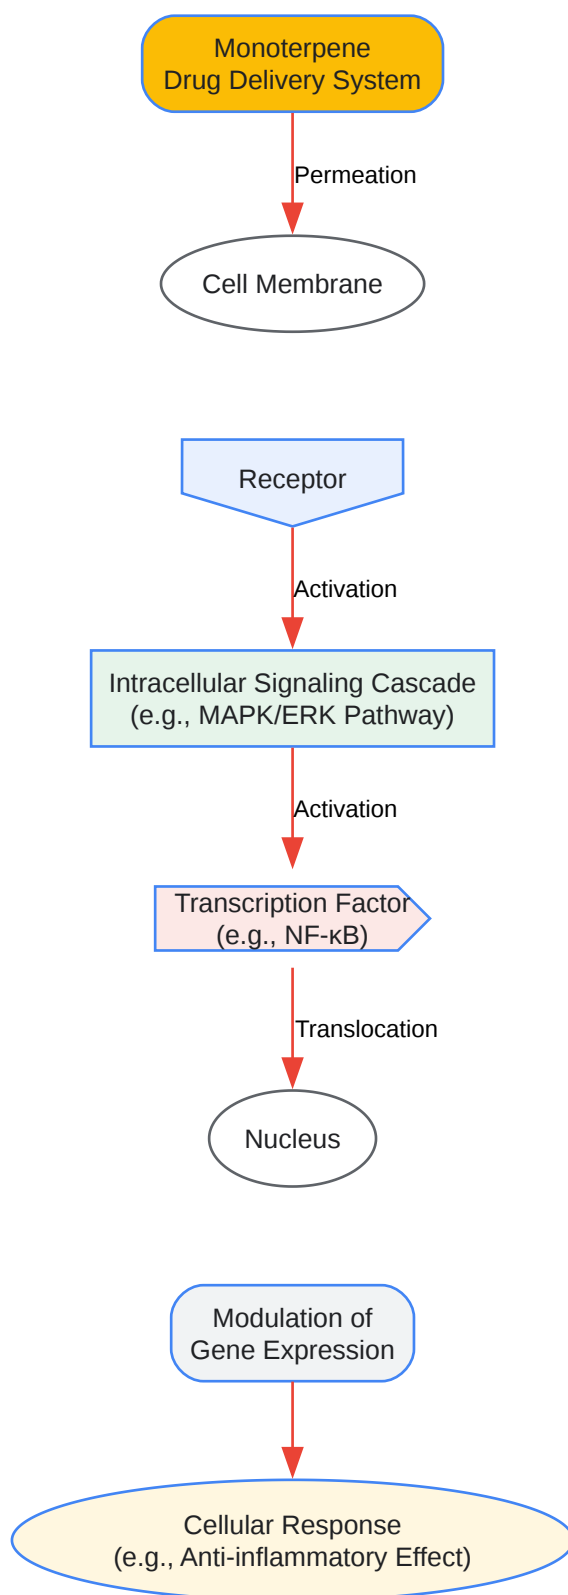 Monoterpene
Drug Delivery System
Permeation
Cell Membrane
Receptor
Activation
Intracellular Signaling Cascade
(e.g., MAPK/ERK Pathway)
Activation
Transcription Factor
(e.g., NF-κB)
Translocation
Nucleus
Modulation of
Gene Expression
Cellular Response
(e.g., Anti-inflammatory Effect)